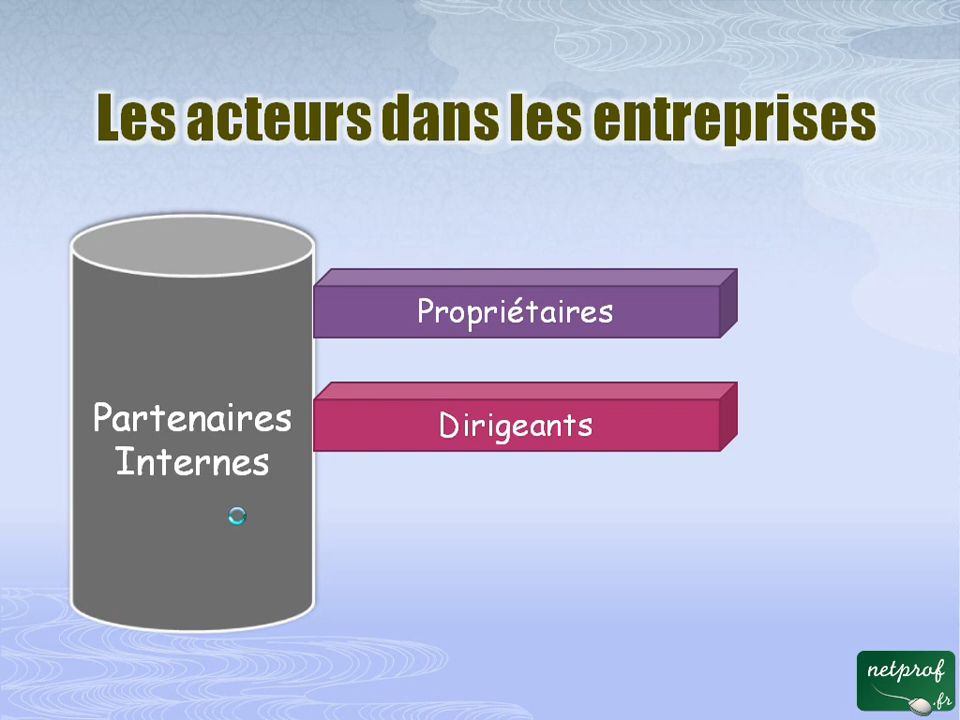 Les acteurs dans les entreprises
Propriétaires
Dirigeants
Partenaires
Internes
netprof
.fr